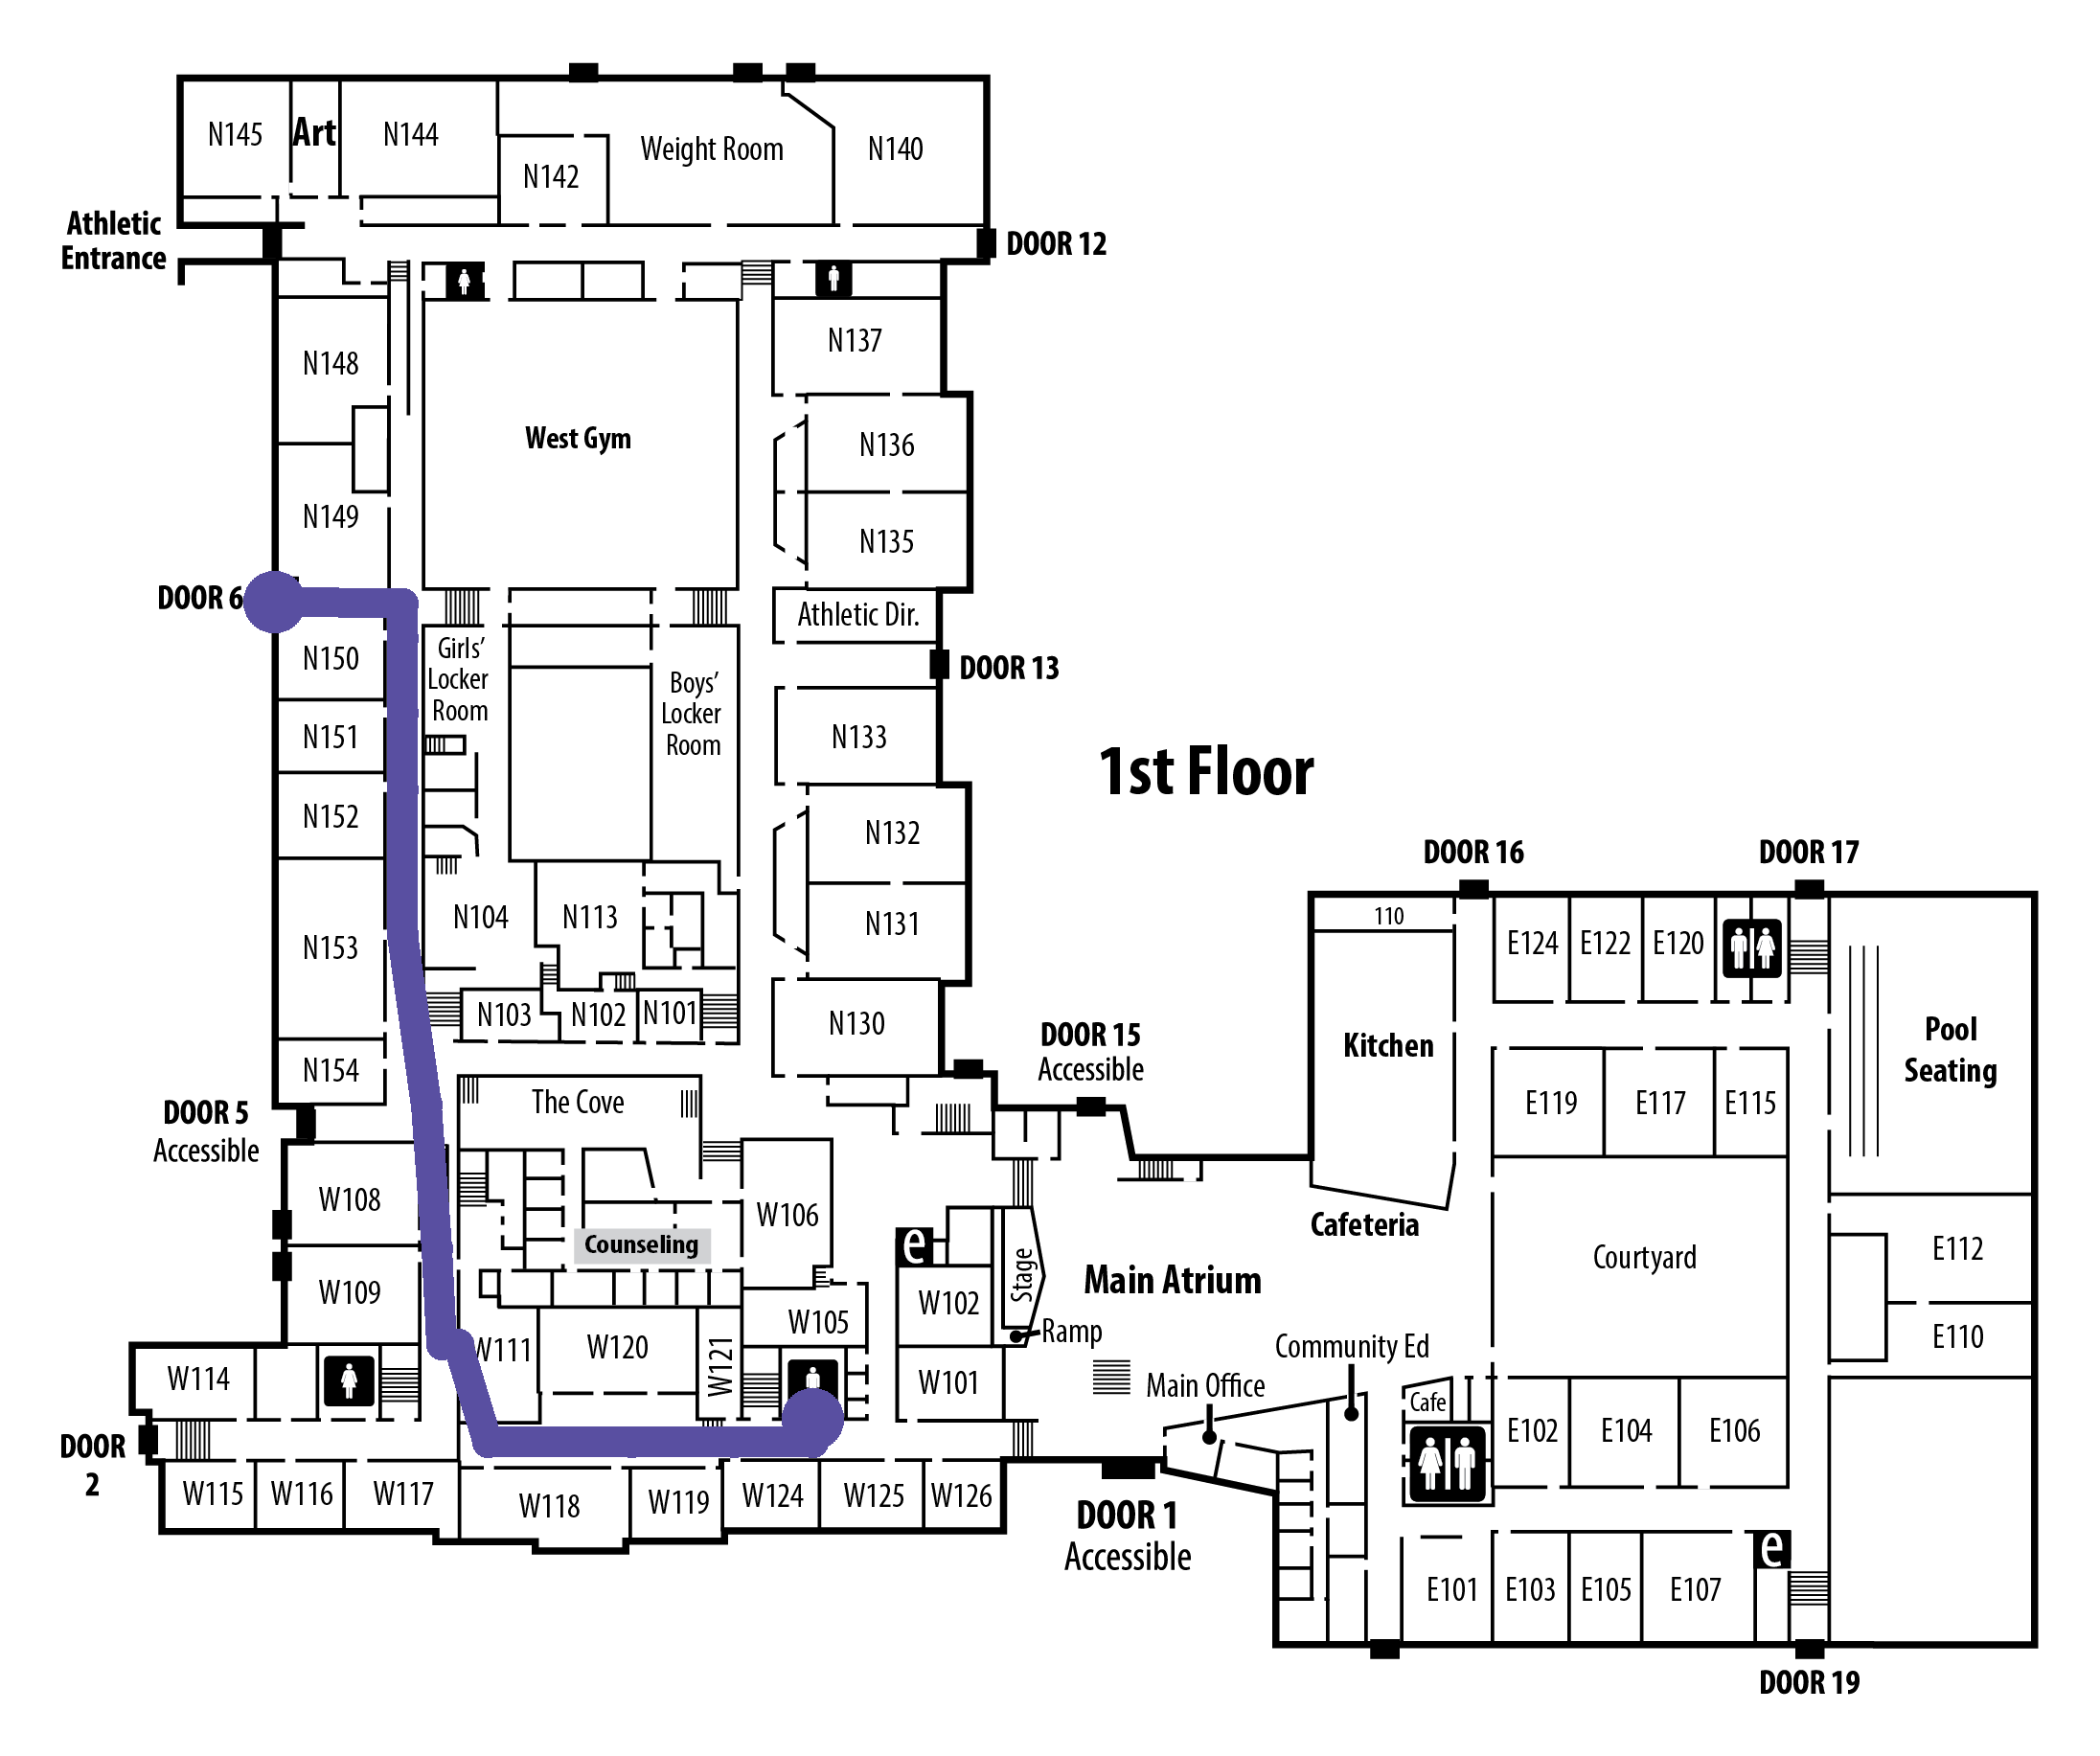 N145
Art
N144
N142
Weight Room
N140
Athletic
Entrance
DOOR 12
N148
N137
West Gym
N136
N149
N135
DOOR 6
Athletic Dir.
N150
Girls'
Locker
Room
Boys'
Locker
Room
DOOR 13
N151
N133
1st Floor
N152
N132
DOOR 16
DOOR 17
N153
N104
N113
N131
110
E124
E122
E120
N103
N102
N101
N130
DOOR 15
Accessible
Kitchen
Pool
Seating
N154
The Cove
E119
E117
E115
DOOR 5
Accessible
W108
W106
Counseling
e
Cafeteria
Courtyard
E112
W109
Stage
Main Atrium
W102
W105
Ramp
E110
W111
W120
W121
Community Ed
W114
W101
Main Office
Cafe
DOOR
2
E102
E104
E106
W115
W116
W117
W118
W119
W124
W125
W126
DOOR 1
Accessible
e
E101
E103
E105
E107
DOOR 19